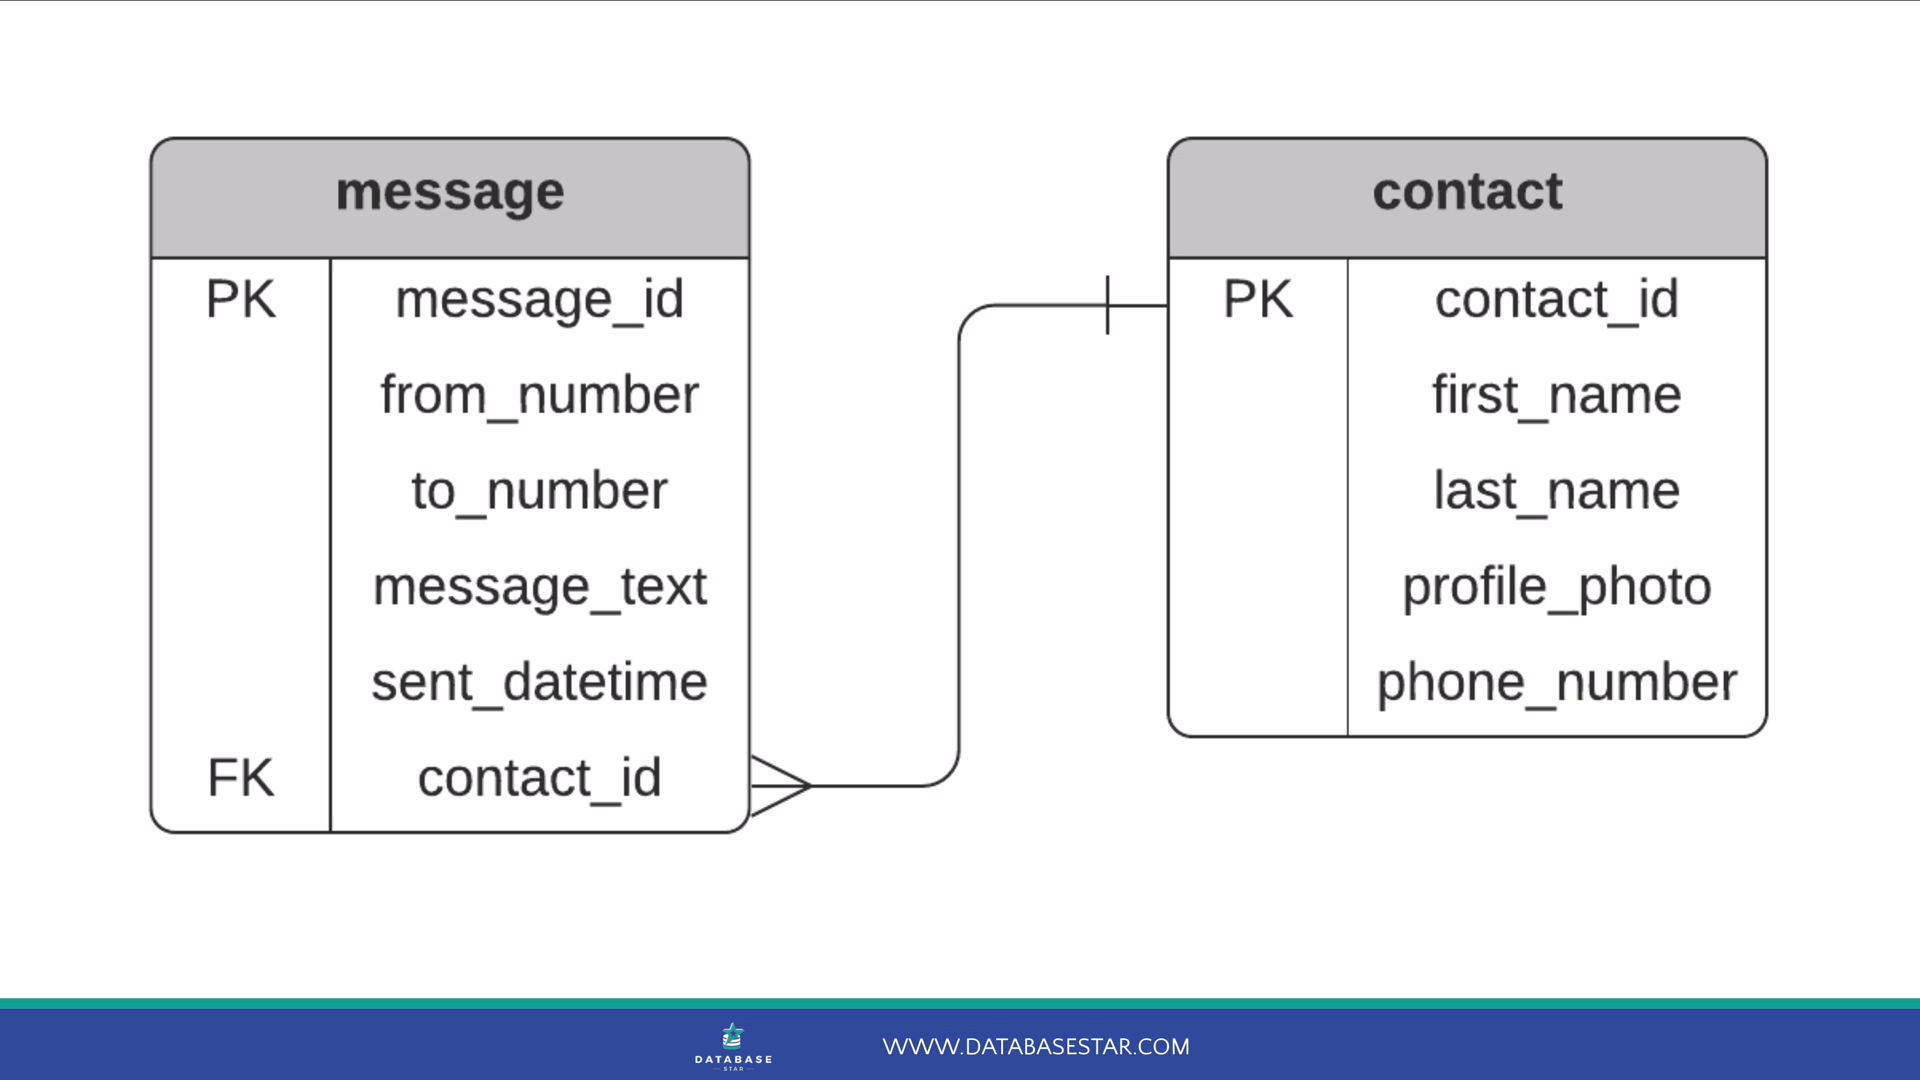 message
PK message_id
from_number
to_number
message_text
sent_datetime
FK contact_id
contact
PK contact_id
first_name
last_name
profile_photo
phone_number
DATABASE
STAR
WWW.DATABASESTAR.COM